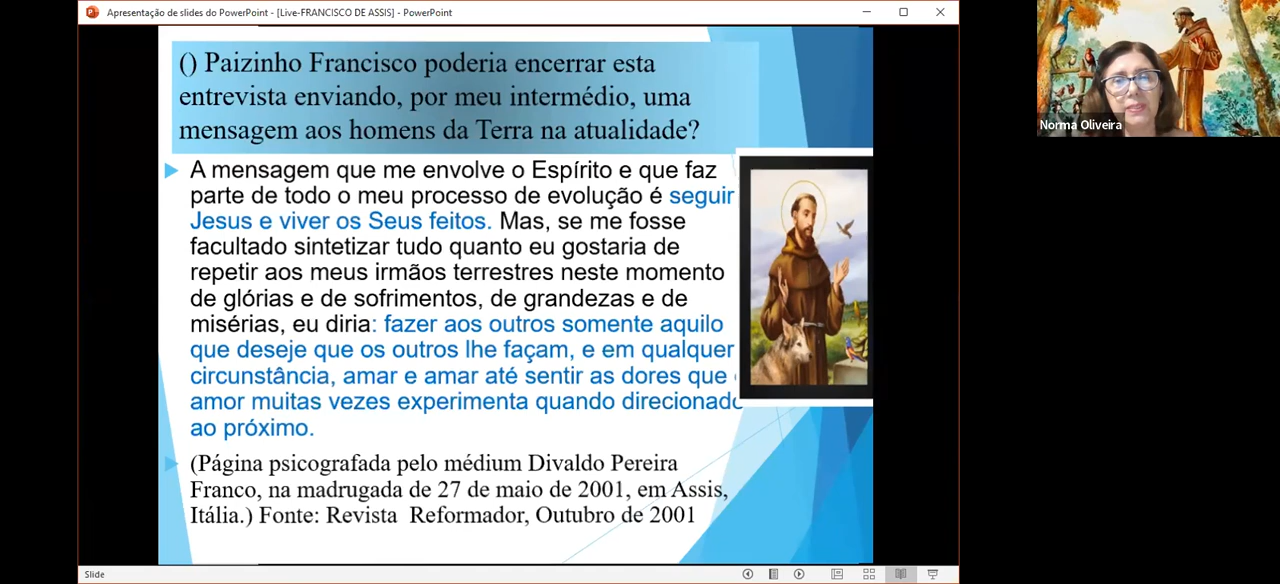 Apresentação de slides do PowerPoint - [Live-FRANCISCO DE ASSIS] - PowerPoint
() Paizinho Francisco poderia encerrar esta
entrevista enviando, por meu intermédio, uma
mensagem aos homens da Terra na atualidade?
A mensagem que me envolve o Espírito e que faz
parte de todo o meu processo de evolução é seguir
Jesus e viver os Seus feitos. Mas, se me fosse
facultado sintetizar tudo quanto eu gostaria de
repetir aos meus irmãos terrestres neste momento
de glórias e de sofrimentos, de grandezas e de
misérias, eu diria: fazer aos outros somente aquilo
que deseje que os outros lhe façam, e em qualquer
circunstância, amar e amar até sentir as dores que
amor muitas vezes experimenta quando direcionado
ao próximo.
(Página psicografada pelo médium Divaldo Pereira
Franco, na madrugada de 27 de maio de 2001, em Assis,
Itália.) Fonte: Revista Reformador, Outubro de 2001
Slide
Norma Oliveira